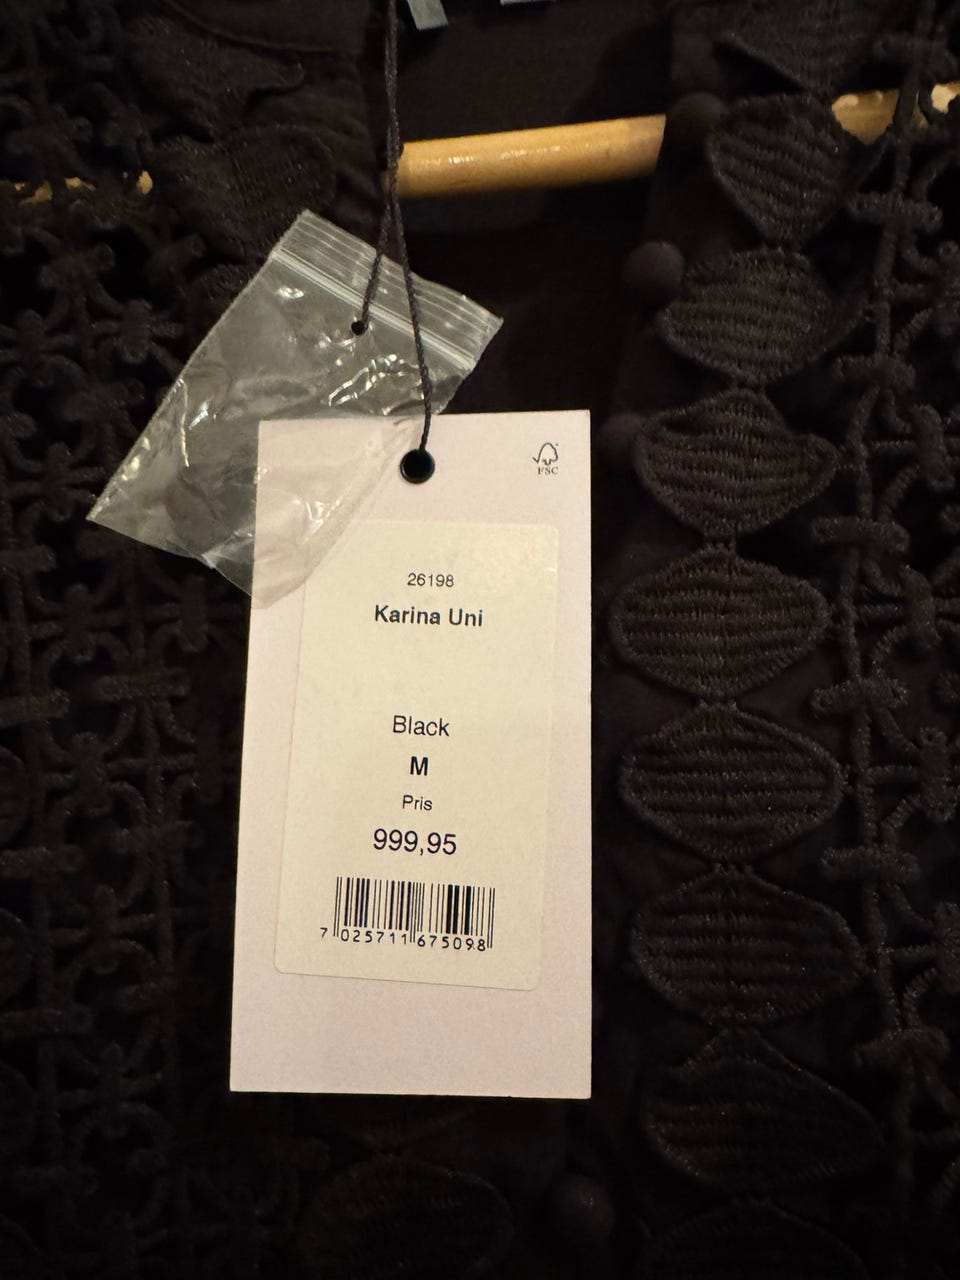 FSC
26198
Karina Uni
Black
M
Pris
999,95
7 025711 675098